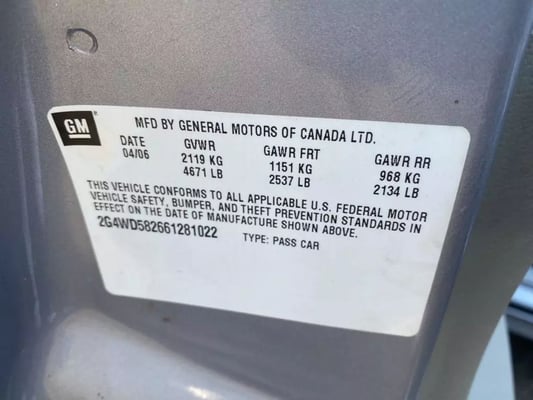 GM
MFD BY GENERAL MOTORS OF CANADA LTD.
DATE GVWR GAWR FRT GAWR RR
04/06 2119 KG 1151 KG 968 KG
4671 LB 2537 LB 2134 LB
THIS VEHICLE CONFORMS TO ALL APPLICABLE U.S. FEDERAL MOTOR
VEHICLE SAFETY, BUMPER, AND THEFT PREVENTION STANDARDS IN
EFFECT ON THE DATE OF MANUFACTURE SHOWN ABOVE.
2G4WD582661281022 TYPE: PASS CAR